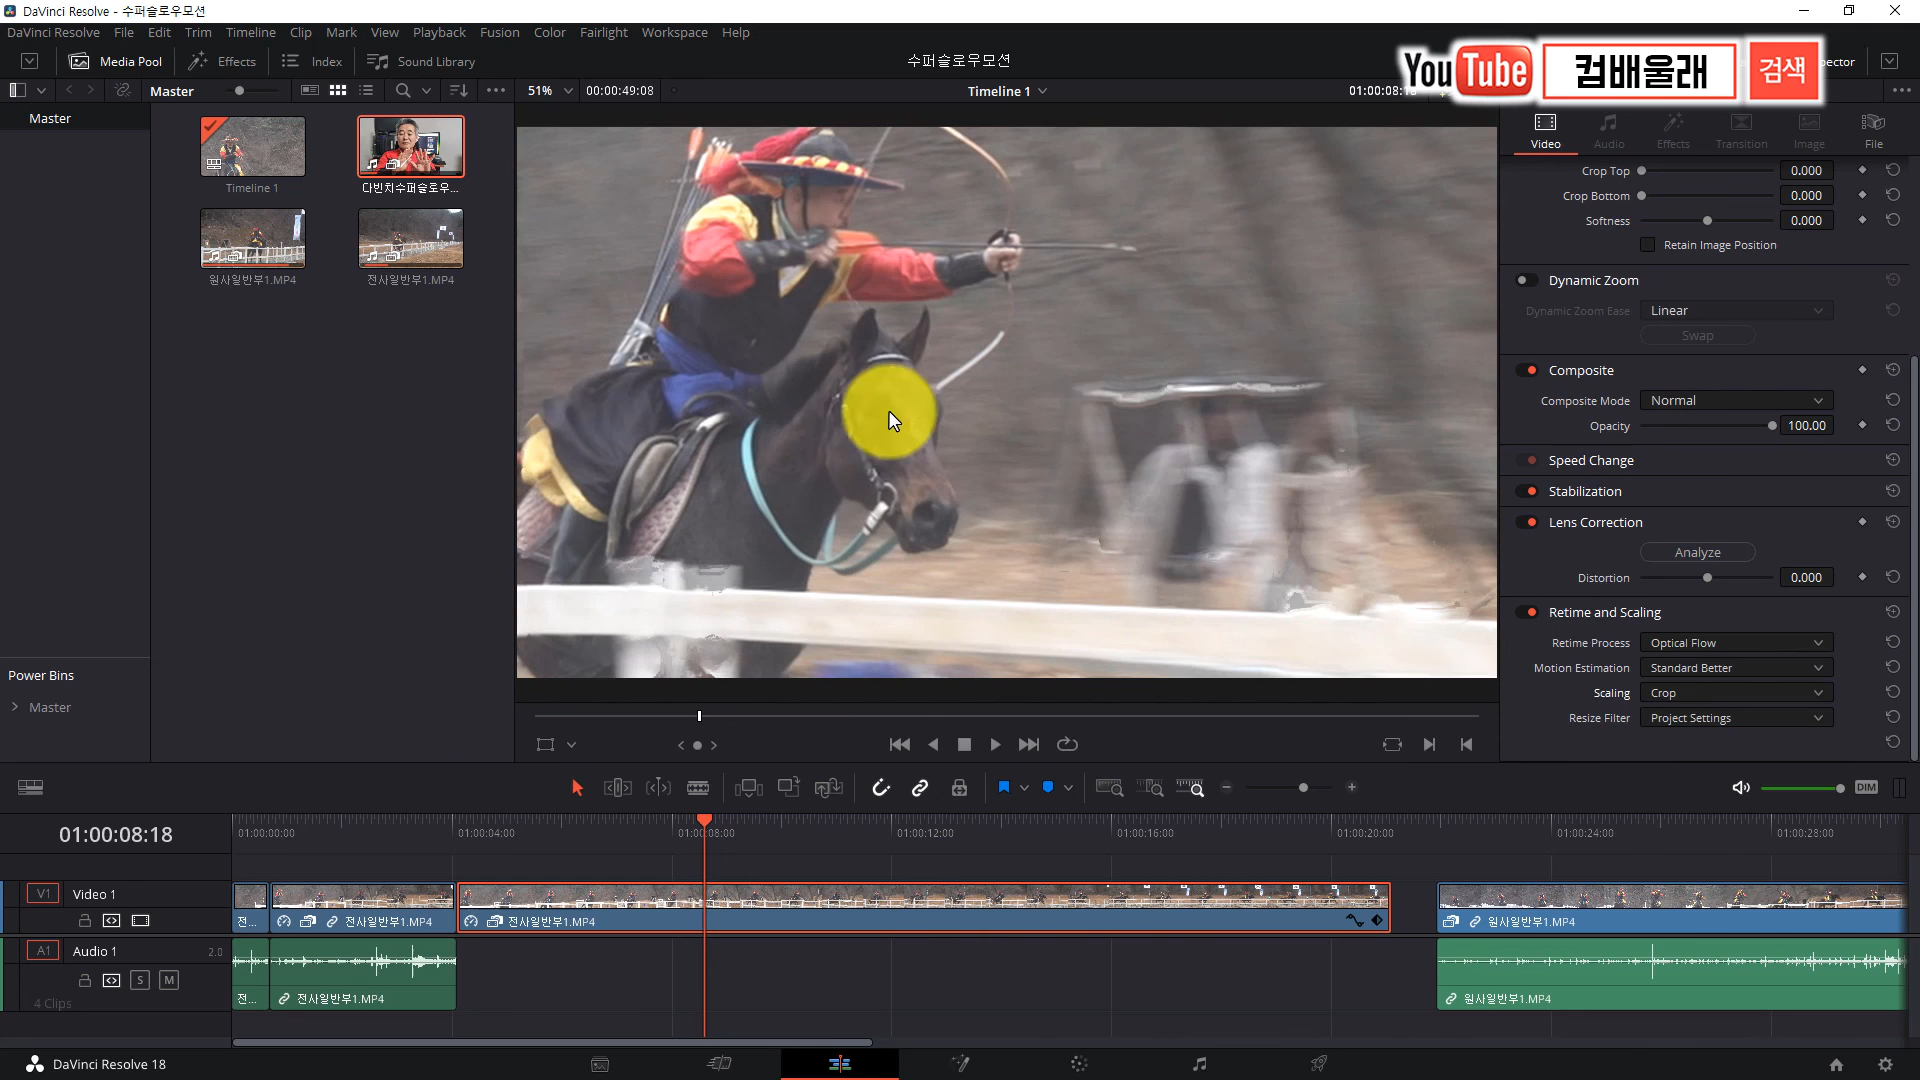 DaVinci Resolve - 수퍼슬로우모션
DaVinci Resolve File Edit Trim Timeline Clip Mark View Playback Fusion Color Fairlight Workspace Help
Media Pool Effects Index Sound Library 수퍼슬로우모션
YouTube 컴배울래 검색
Master 51% 00:00:49:08 Timeline 1
Master
Timeline 1 다빈치수퍼슬로우...
원사일반부1.MP4 전사일반부1.MP4
Power Bins
Master
Video Audio Effects Transition Image File
Crop Top 0.000
Crop Bottom 0.000
Softness 0.000
Retain Image Position
Dynamic Zoom
Dynamic Zoom Ease Linear
Swap
Composite
Composite Mode Normal
Opacity 100.00
Speed Change
Stabilization
Lens Correction
Analyze
Distortion 0.000
Retime and Scaling
Retime Process Optical Flow
Motion Estimation Standard Better
Scaling Crop
Resize Filter Project Settings
DIM
01:00:08:18 01:00:00:00 01:00:04:00 01:00:08:00 01:00:12:00 01:00:16:00 01:00:20:00 01:00:24:00 01:00:28:00
V1 Video 1
전... 전사일반부1.MP4 전사일반부1.MP4 원사일반부1.MP4
A1 Audio 1 2.0
S M
4 Clips 전... 전사일반부1.MP4 원사일반부1.MP4
DaVinci Resolve 18